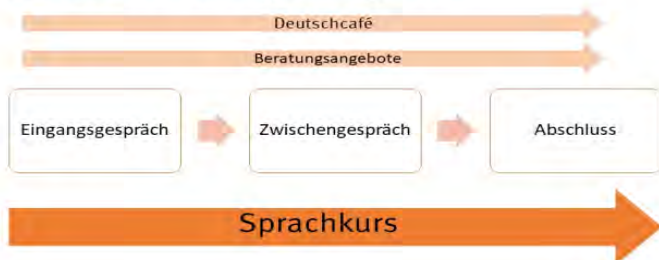 Deutschcafé
Beratungsangebote
Eingangsgespräch
Zwischengespräch
Abschluss
Sprachkurs